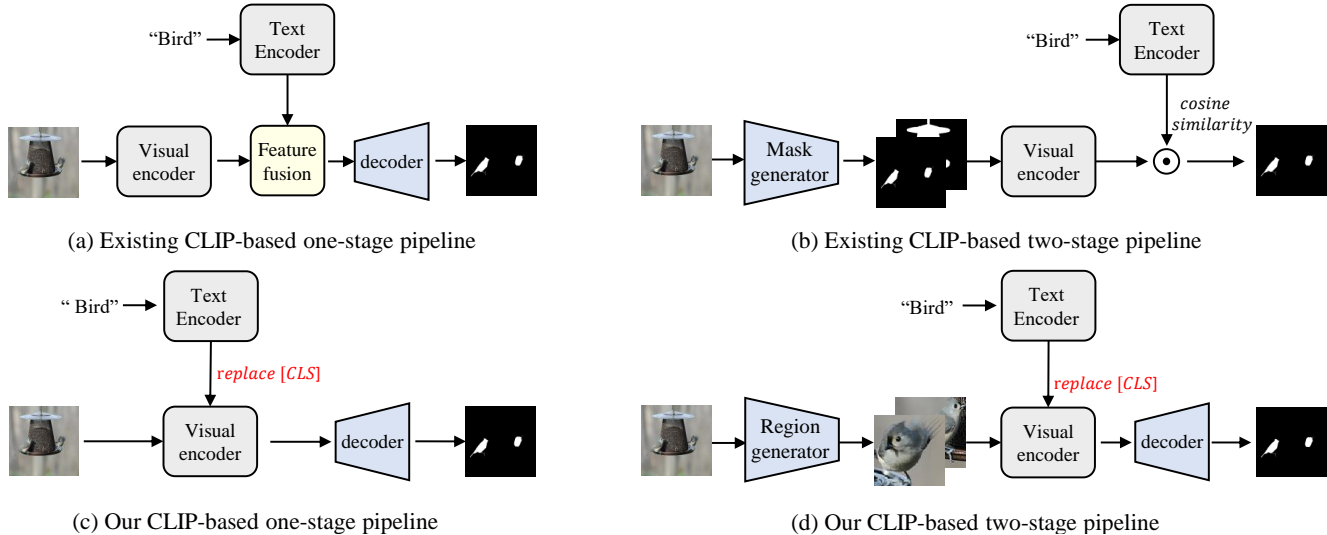 “Bird”
Text
Encoder
Visual
encoder
Feature
fusion
decoder
(a) Existing CLIP-based one-stage pipeline
“Bird”
Text
Encoder
cosine
similarity
Mask
generator
Visual
encoder
(b) Existing CLIP-based two-stage pipeline
“ Bird”
Text
Encoder
replace [CLS]
Visual
encoder
decoder
(c) Our CLIP-based one-stage pipeline
“Bird”
Text
Encoder
replace [CLS]
Region
generator
Visual
encoder
decoder
(d) Our CLIP-based two-stage pipeline